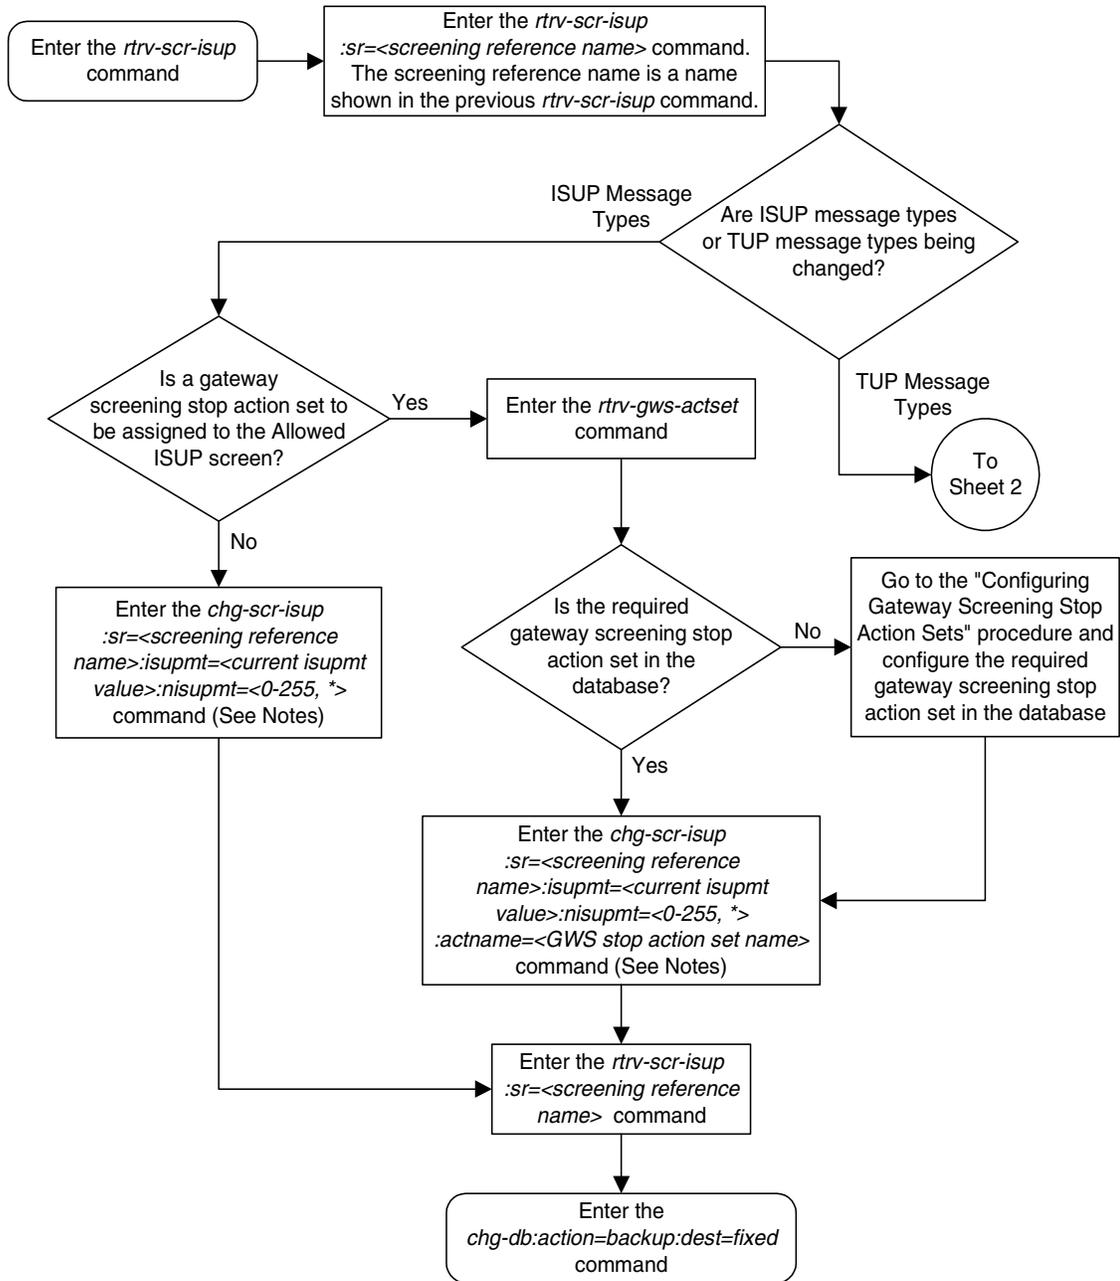 Enter the rtrv-scr-isup
command
Enter the rtrv-scr-isup
:sr=<screening reference name> command.
The screening reference name is a name
shown in the previous rtrv-scr-isup command.
Are ISUP message types
or TUP message types being
changed?
ISUP Message
Types
TUP Message
Types
To
Sheet 2
Is a gateway
screening stop action set to
be assigned to the Allowed
ISUP screen?
Yes
No
Enter the rtrv-gws-actset
command
Is the required
gateway screening stop
action set in the
database?
No
Yes
Go to the "Configuring
Gateway Screening Stop
Action Sets" procedure and
configure the required
gateway screening stop
action set in the database
Enter the chg-scr-isup
:sr=<screening reference
name>:isupmt=<current isupmt
value>:nisupmt=<0-255, *>
command (See Notes)
Enter the chg-scr-isup
:sr=<screening reference
name>:isupmt=<current isupmt
value>:nisupmt=<0-255, *>
:actname=<GWS stop action set name>
command (See Notes)
Enter the rtrv-scr-isup
:sr=<screening reference
name> command
Enter the
chg-db:action=backup:dest=fixed
command